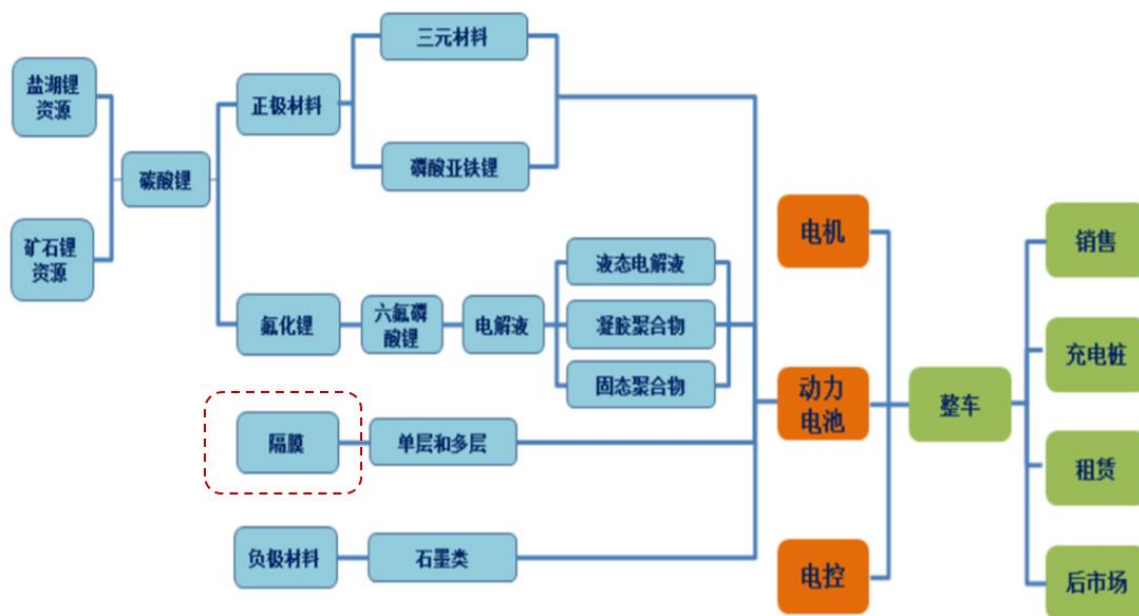 盐湖锂
资源
矿石锂
资源
碳酸锂
正极材料
三元材料
磷酸亚铁锂
氟化锂
六氟磷
酸锂
电解液
液态电解液
凝胶聚合物
固态聚合物
隔膜
单层和多层
负极材料
石墨类
电机
动力
电池
电控
整车
销售
充电桩
租赁
后市场